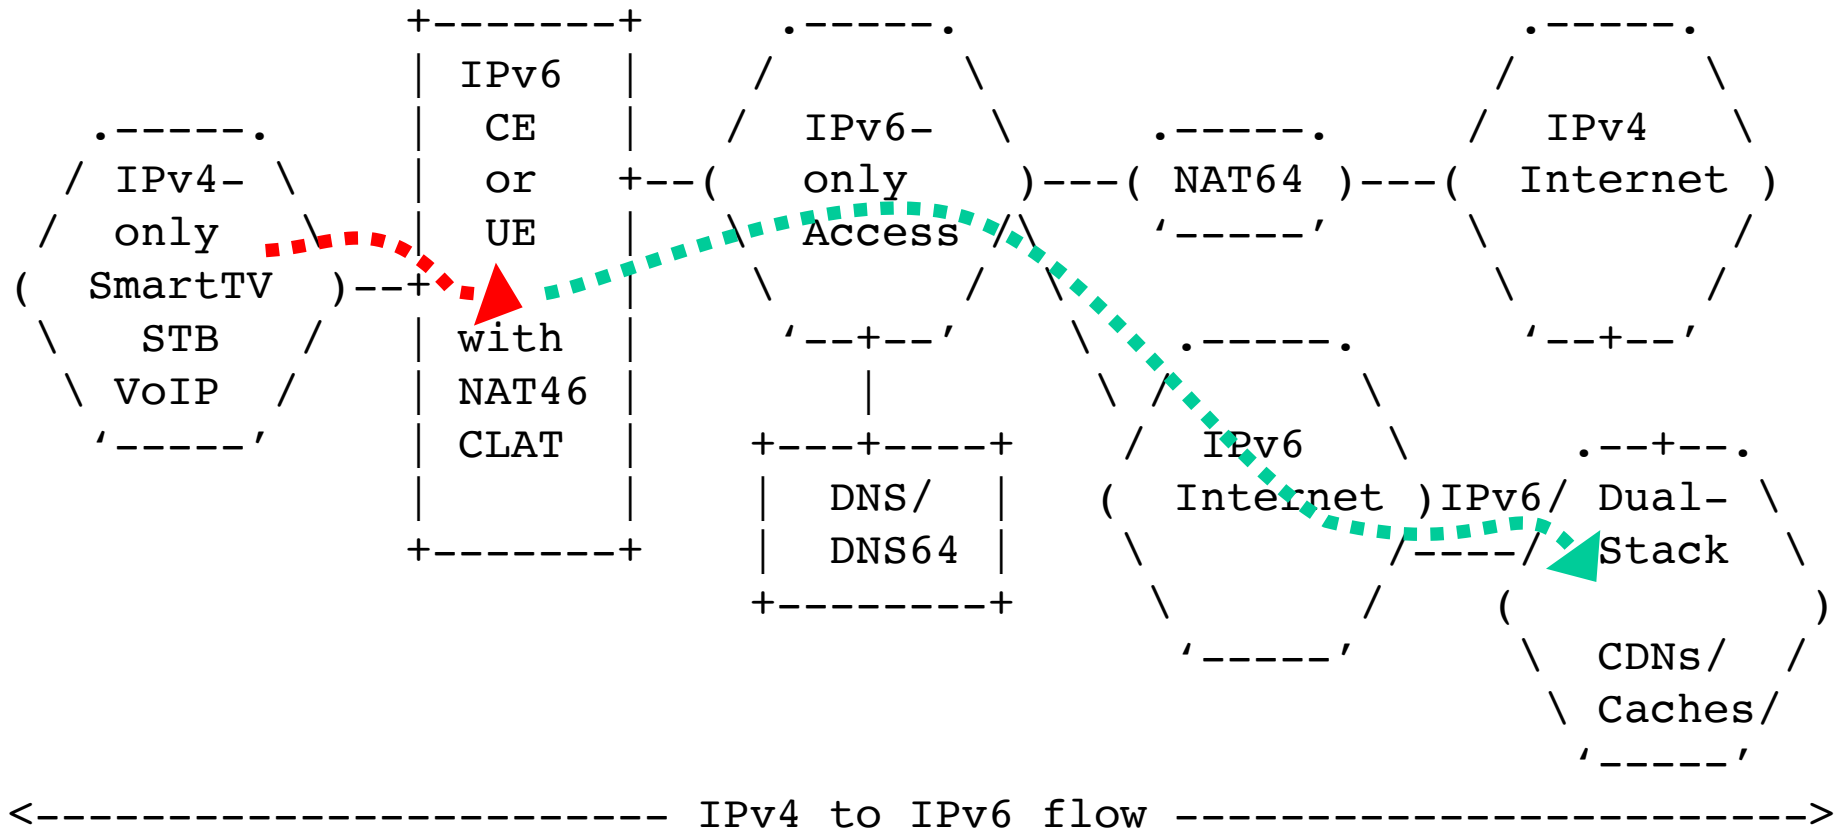 IPv4-
only
SmartTV
STB
VoIP
IPv6
CE
or
UE
with
NAT46
CLAT
IPv6-
only
Access
DNS/
DNS64
NAT64
IPv4
Internet
IPv6
Internet
IPv6
Dual-
Stack
CDNs/
Caches
IPv4 to IPv6 flow